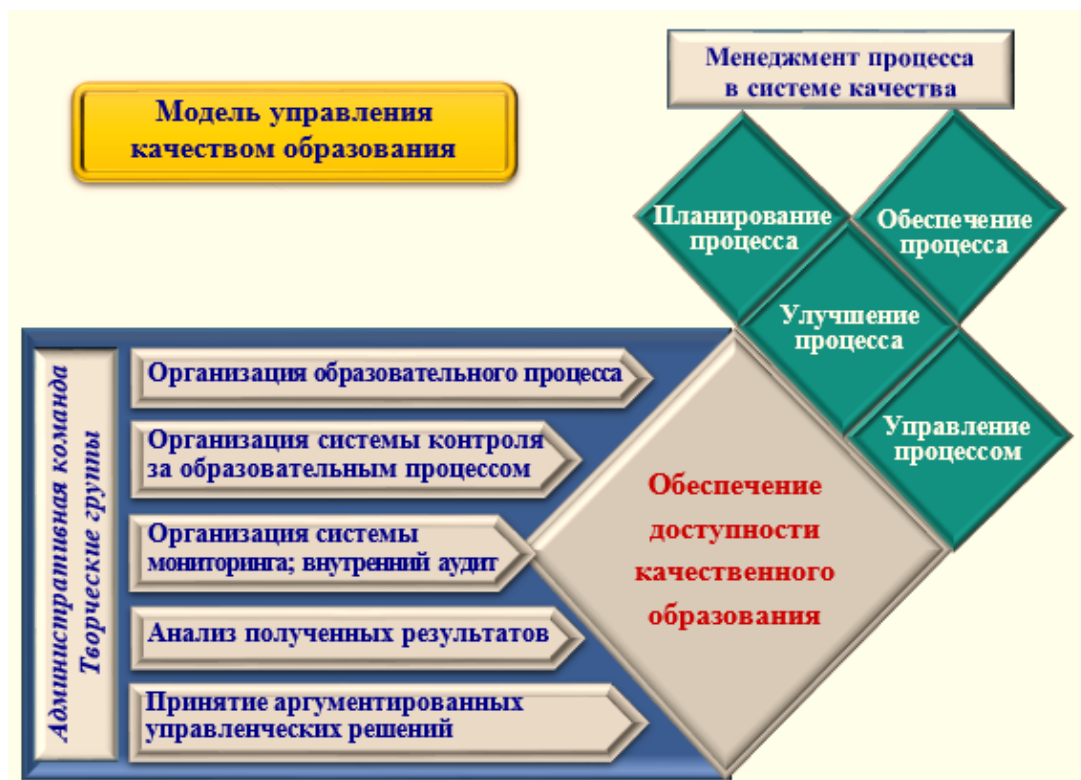 Менеджмент процесса
в системе качества
Модель управления
качеством образования
Планирование
процесса
Обеспечение
процесса
Улучшение
процесса
Управление
процессом
Административная команда
Творческие группы
Организация образовательного процесса
Организация системы контроля
за образовательным процессом
Организация системы
мониторинга; внутренний аудит
Анализ полученных результатов
Принятие аргументированных
управленческих решений
Обеспечение
доступности
качественного
образования